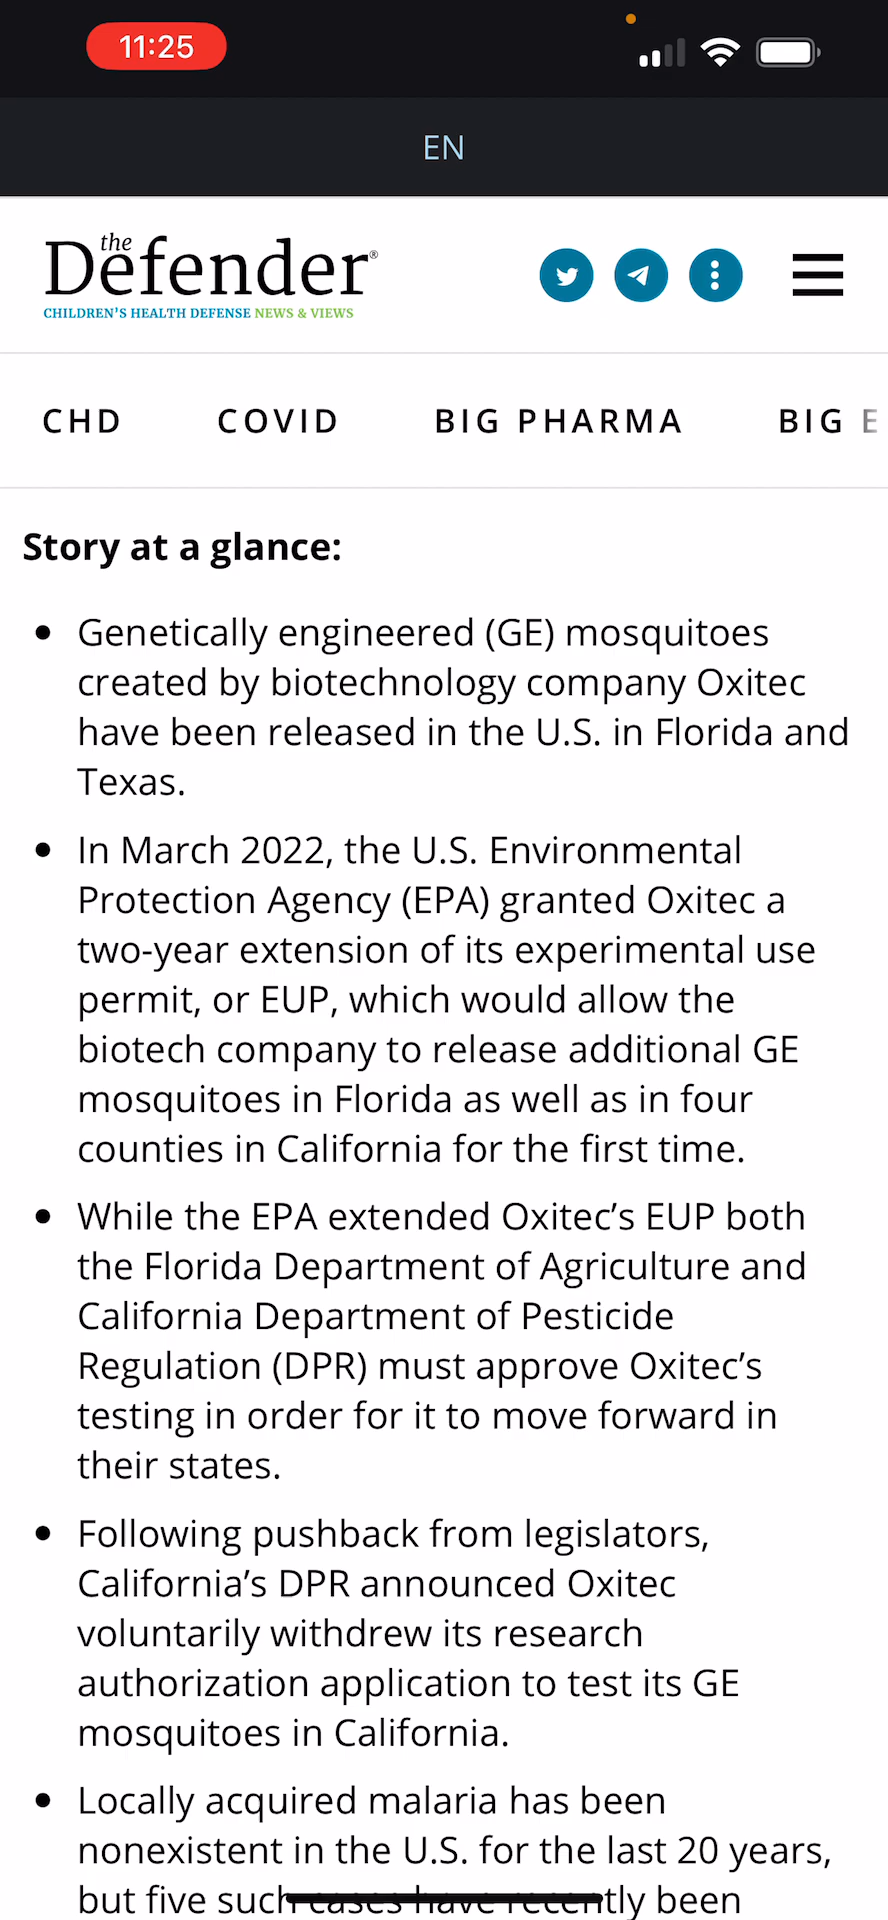 11:25
EN
the
Defender®
CHILDREN'S HEALTH DEFENSE NEWS & VIEWS
CHD COVID BIG PHARMA BIG E
Story at a glance:
• Genetically engineered (GE) mosquitoes
created by biotechnology company Oxitec
have been released in the U.S. in Florida and
Texas.
• In March 2022, the U.S. Environmental
Protection Agency (EPA) granted Oxitec a
two-year extension of its experimental use
permit, or EUP, which would allow the
biotech company to release additional GE
mosquitoes in Florida as well as in four
counties in California for the first time.
• While the EPA extended Oxitec’s EUP both
the Florida Department of Agriculture and
California Department of Pesticide
Regulation (DPR) must approve Oxitec’s
testing in order for it to move forward in
their states.
• Following pushback from legislators,
California’s DPR announced Oxitec
voluntarily withdrew its research
authorization application to test its GE
mosquitoes in California.
• Locally acquired malaria has been
nonexistent in the U.S. for the last 20 years,
but five such cases have recently been